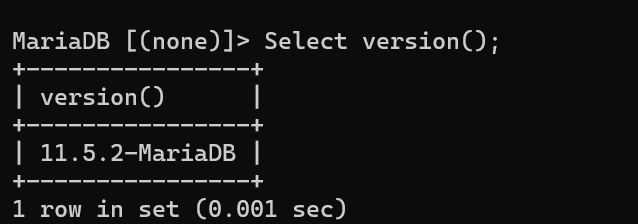 MariaDB [(none)]> Select version();
+----------------+
| version()      |
+----------------+
| 11.5.2-MariaDB |
+----------------+
1 row in set (0.001 sec)